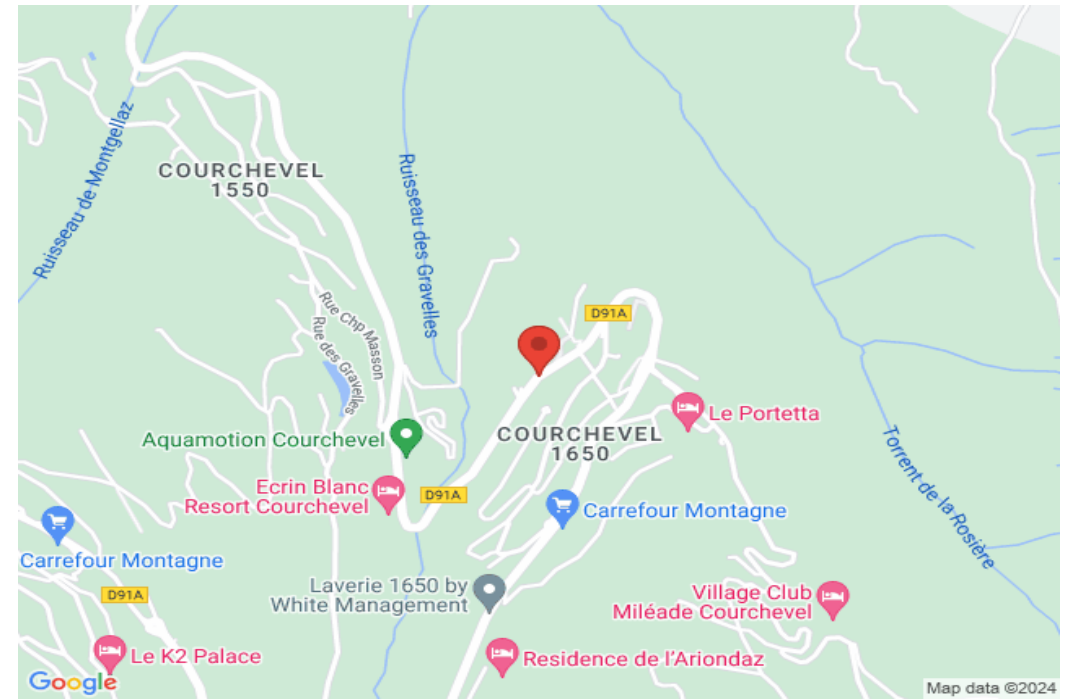 COURCHEVEL
1550
Ruisseau de Montgellaz
Ruisseau des Gravelles
Rue Chp Masson
Rue des Gravelles
D91A
Le Portetta
COURCHEVEL
1650
Aquamotion Courchevel
Ecrin Blanc
Resort Courchevel
D91A
Carrefour Montagne
Torrent de la Rosière
Carrefour Montagne
D91A
Laverie 1650 by
White Management
Village Club
Miléade Courchevel
Le K2 Palace
Residence de l'Ariondaz
Google
Map data ©2024